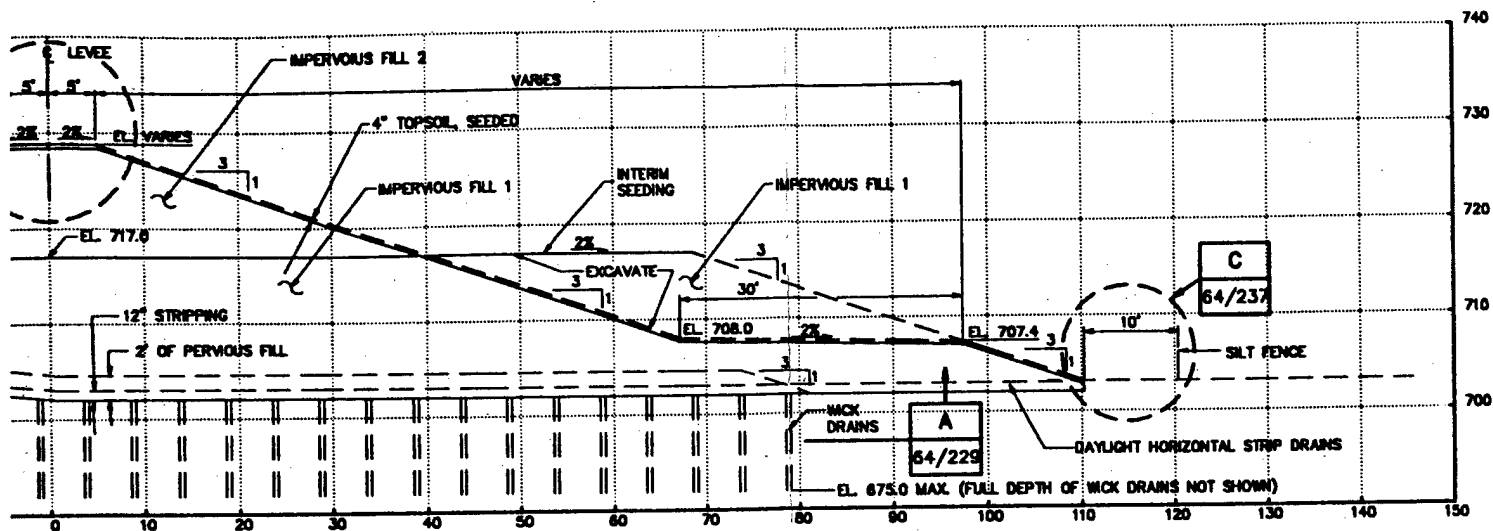 740
℄ LEVEE
IMPERVOIUS FILL 2
VARIES
5' 5'
730
4" TOPSOIL, SEEDED
2% 2% EL. VARIES
3
1
IMPERVIOUS FILL 1
INTERIM
SEEDING
IMPERVIOUS FILL 1
720
EL. 717.0
2%
3
1
C
64/237
EXCAVATE
3
1
30'
710
12" STRIPPING
10'
EL. 708.0
2%
EL 707.4
3
1
2' OF PERVIOUS FILL
SILT FENCE
3
1
700
WICK
DRAINS
A
64/229
DAYLIGHT HORIZONTAL STRIP DRAINS
EL. 675.0 MAX. (FULL DEPTH OF WICK DRAINS NOT SHOWN)
0 10 20 30 40 50 60 70 80 90 100 110 120 130 140 150